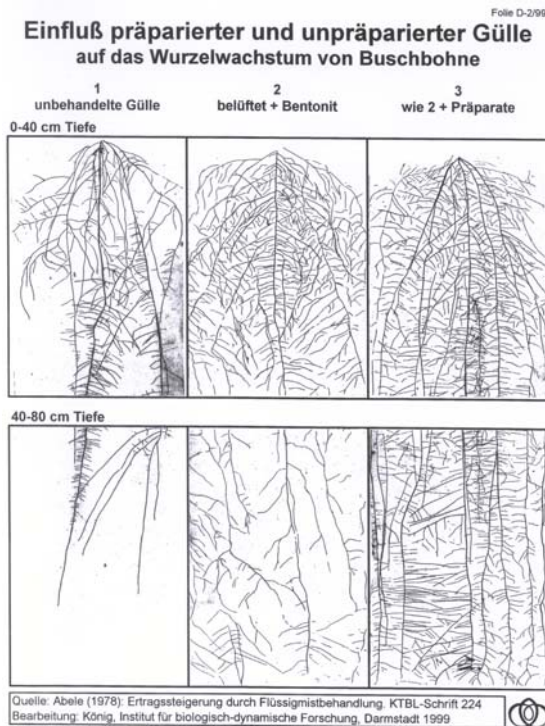 Folie D-2/99
Einfluß präparierter und unpräparierter Gülle
auf das Wurzelwachstum von Buschbohne
1
unbehandelte Gülle
2
belüftet + Bentonit
3
wie 2 + Präparate
0-40 cm Tiefe
40-80 cm Tiefe
Quelle: Abele (1978): Ertragssteigerung durch Flüssigmistbehandlung. KTBL-Schrift 224
Bearbeitung: König, Institut für biologisch-dynamische Forschung, Darmstadt 1999